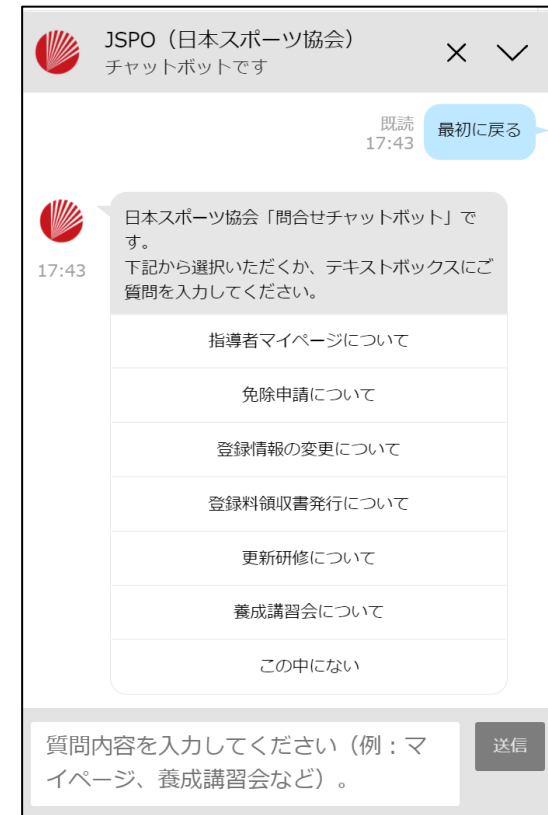 JSPO（日本スポーツ協会）
チャットボットです
既読
17:43
最初に戻る
日本スポーツ協会「問合せチャットボット」で
す。
下記から選択いただくか、テキストボックスにご
質問を入力してください。
17:43
指導者マイページについて
免除申請について
登録情報の変更について
登録料領収書発行について
更新研修について
養成講習会について
この中にない
質問内容を入力してください（例：マ
イページ、養成講習会など）。
送信